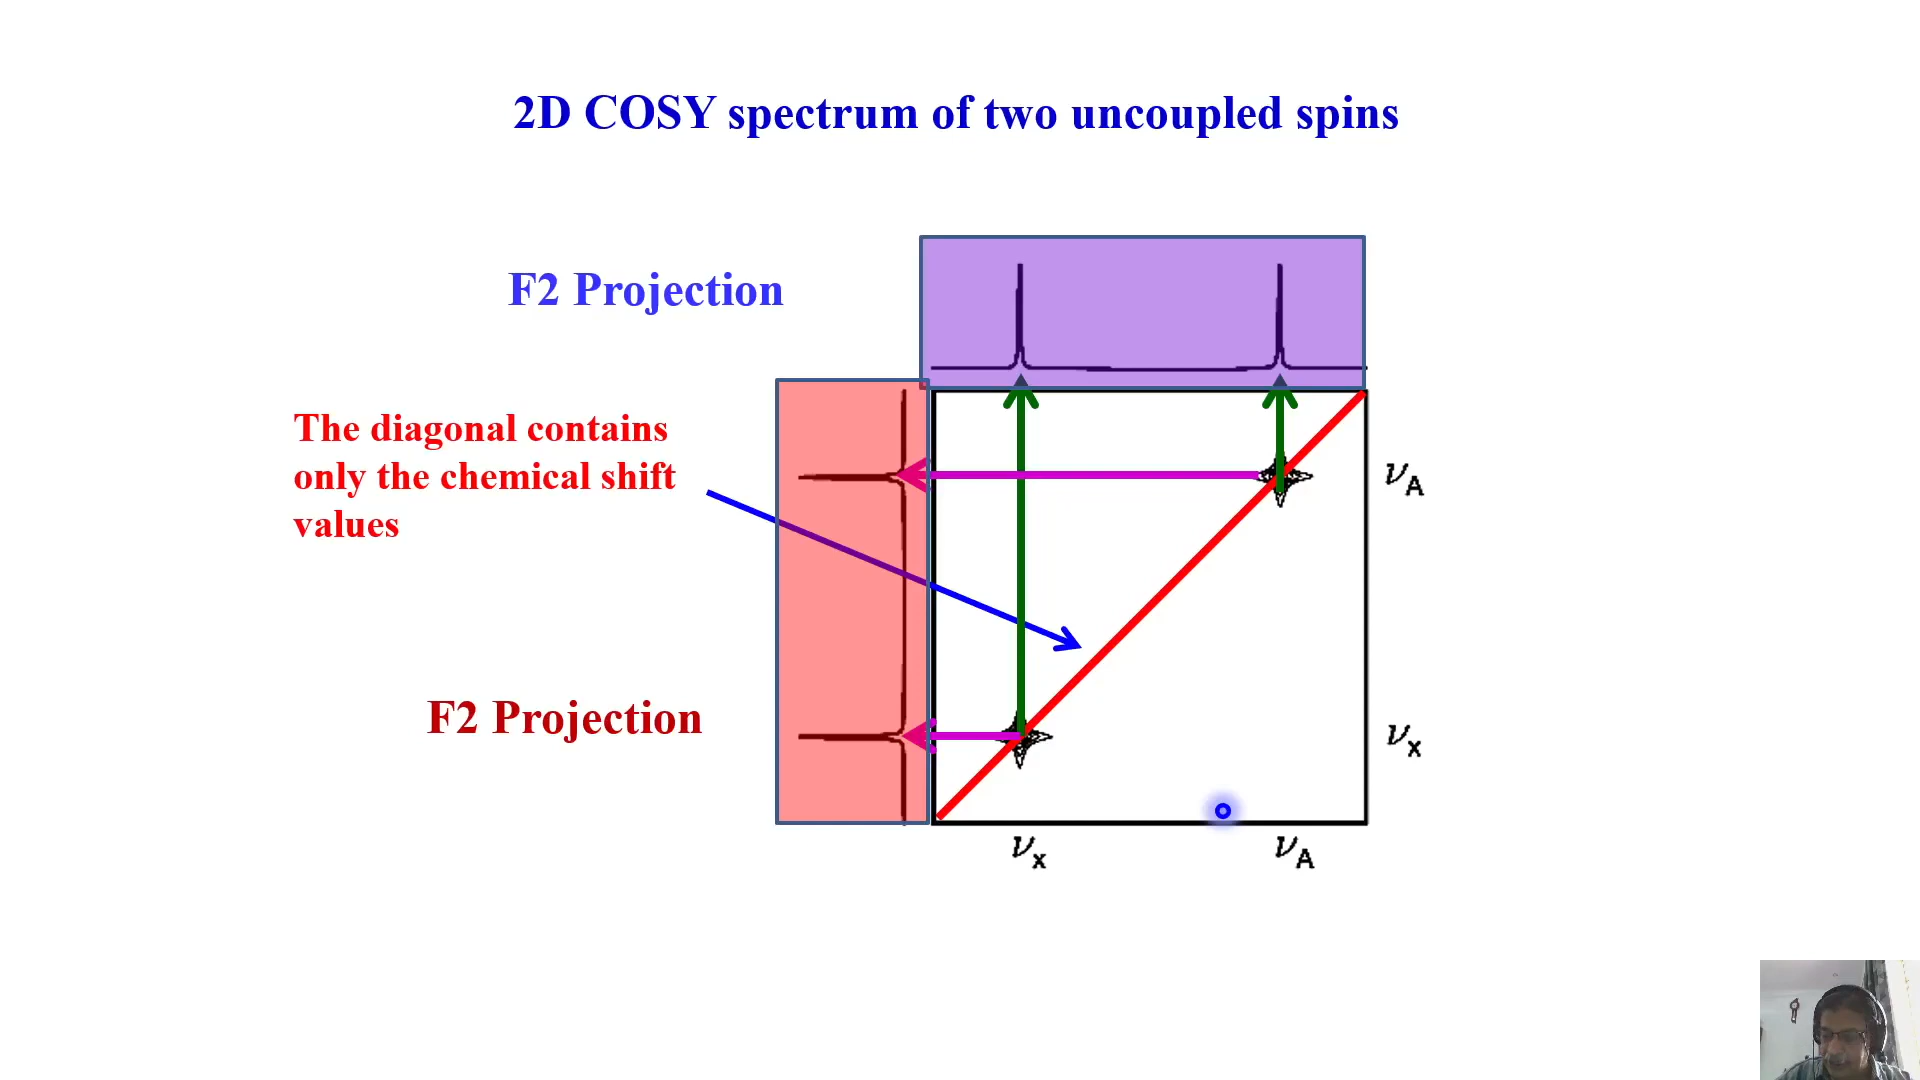 2D COSY spectrum of two uncoupled spins
F2 Projection
The diagonal contains
only the chemical shift
values
F2 Projection
νA
νx
νx
νA